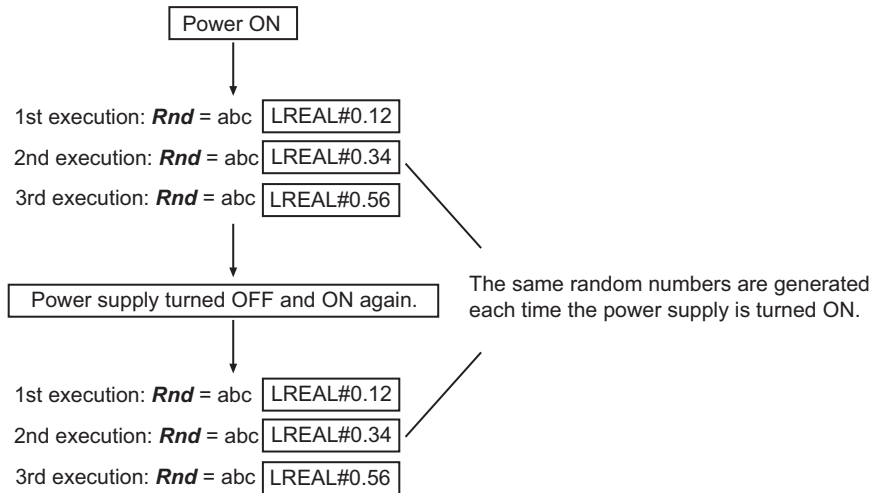 Power ON
1st execution: Rnd = abc LREAL#0.12
2nd execution: Rnd = abc LREAL#0.34
3rd execution: Rnd = abc LREAL#0.56
Power supply turned OFF and ON again.
The same random numbers are generated
each time the power supply is turned ON.
1st execution: Rnd = abc LREAL#0.12
2nd execution: Rnd = abc LREAL#0.34
3rd execution: Rnd = abc LREAL#0.56